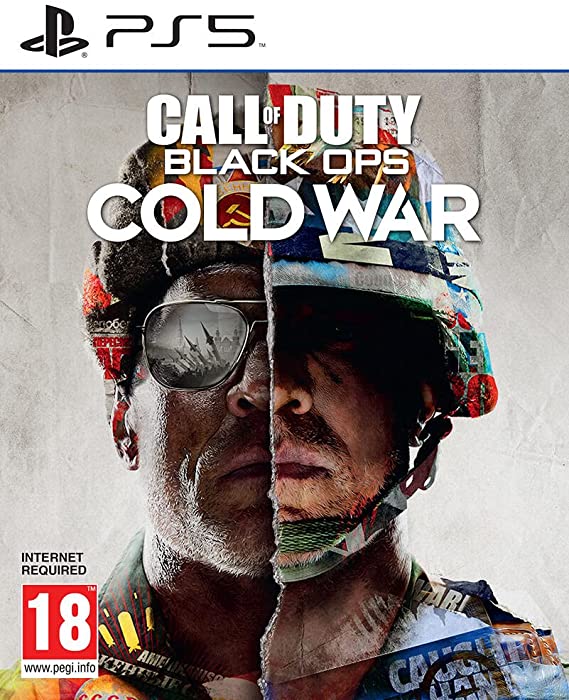 PS5
CALL OF DUTY
BLACK OPS
COLD WAR
INTERNET
REQUIRED
18
www.pegi.info